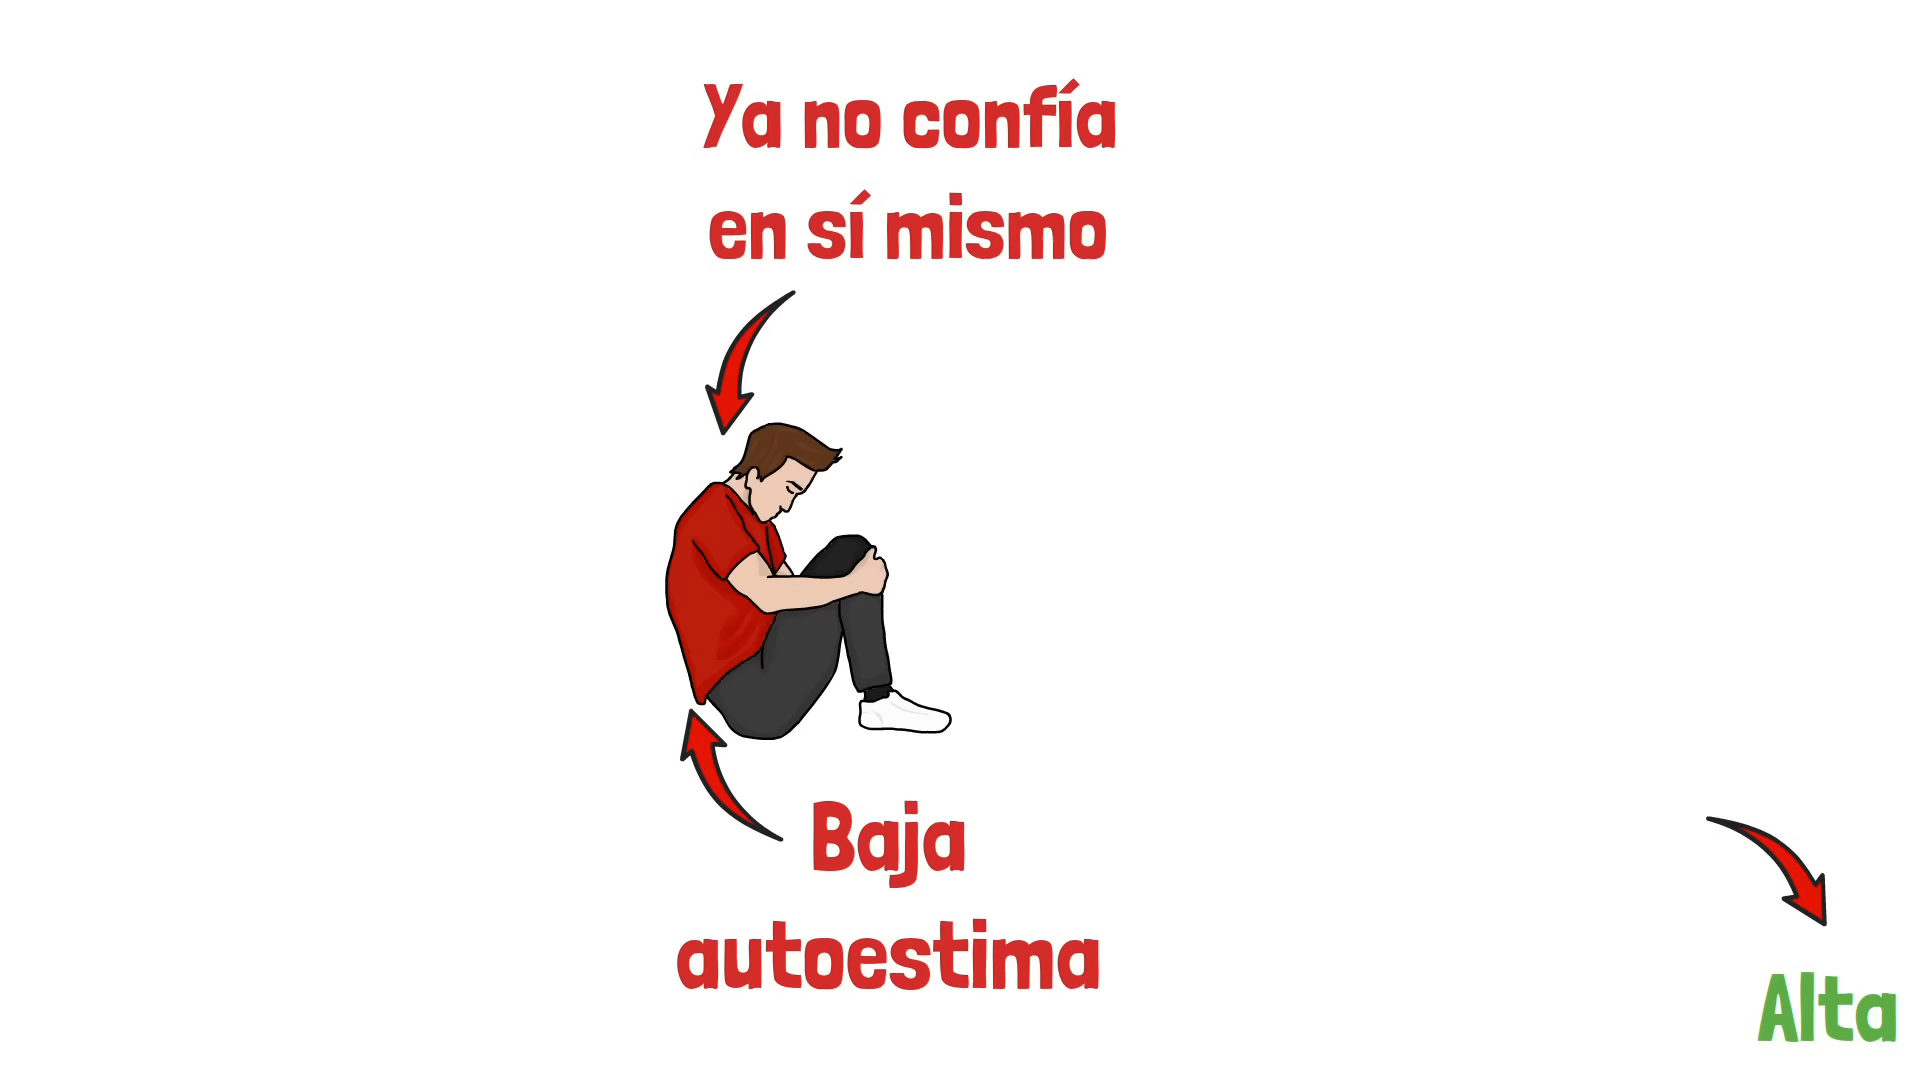 Ya no confía
en sí mismo
Baja
autoestima
Alta